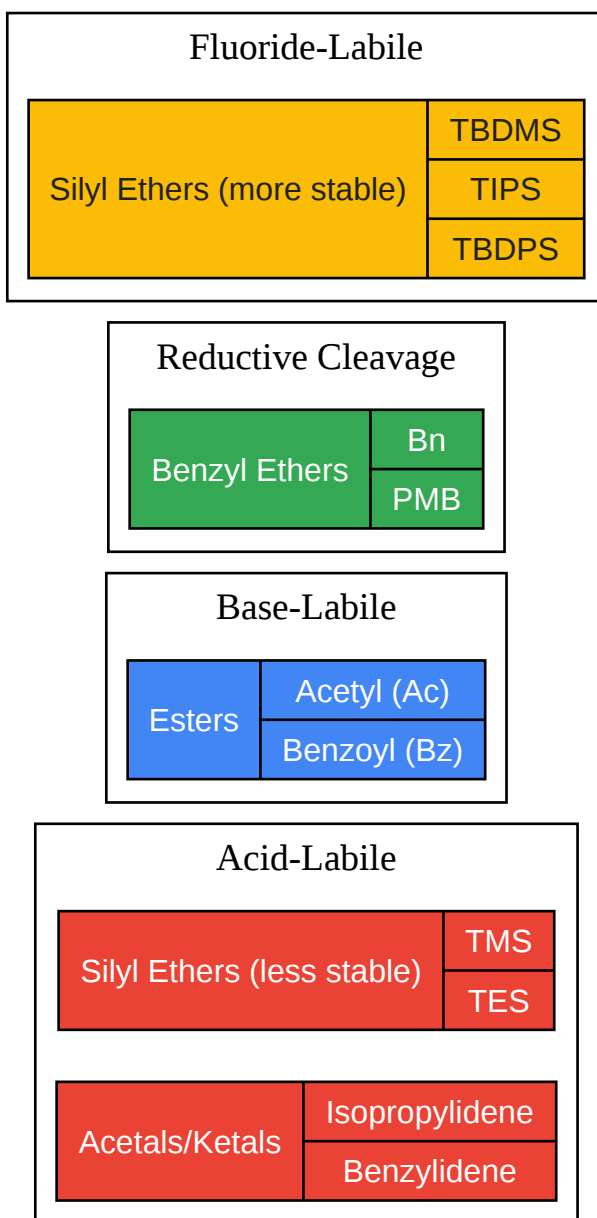 Fluoride-Labile
Silyl Ethers (more stable)
TBDMS
TIPS
TBDPS
Reductive Cleavage
Benzyl Ethers
Bn
PMB
Base-Labile
Esters
Acetyl (Ac)
Benzoyl (Bz)
Acid-Labile
Silyl Ethers (less stable)
TMS
TES
Acetals/Ketals
Isopropylidene
Benzylidene